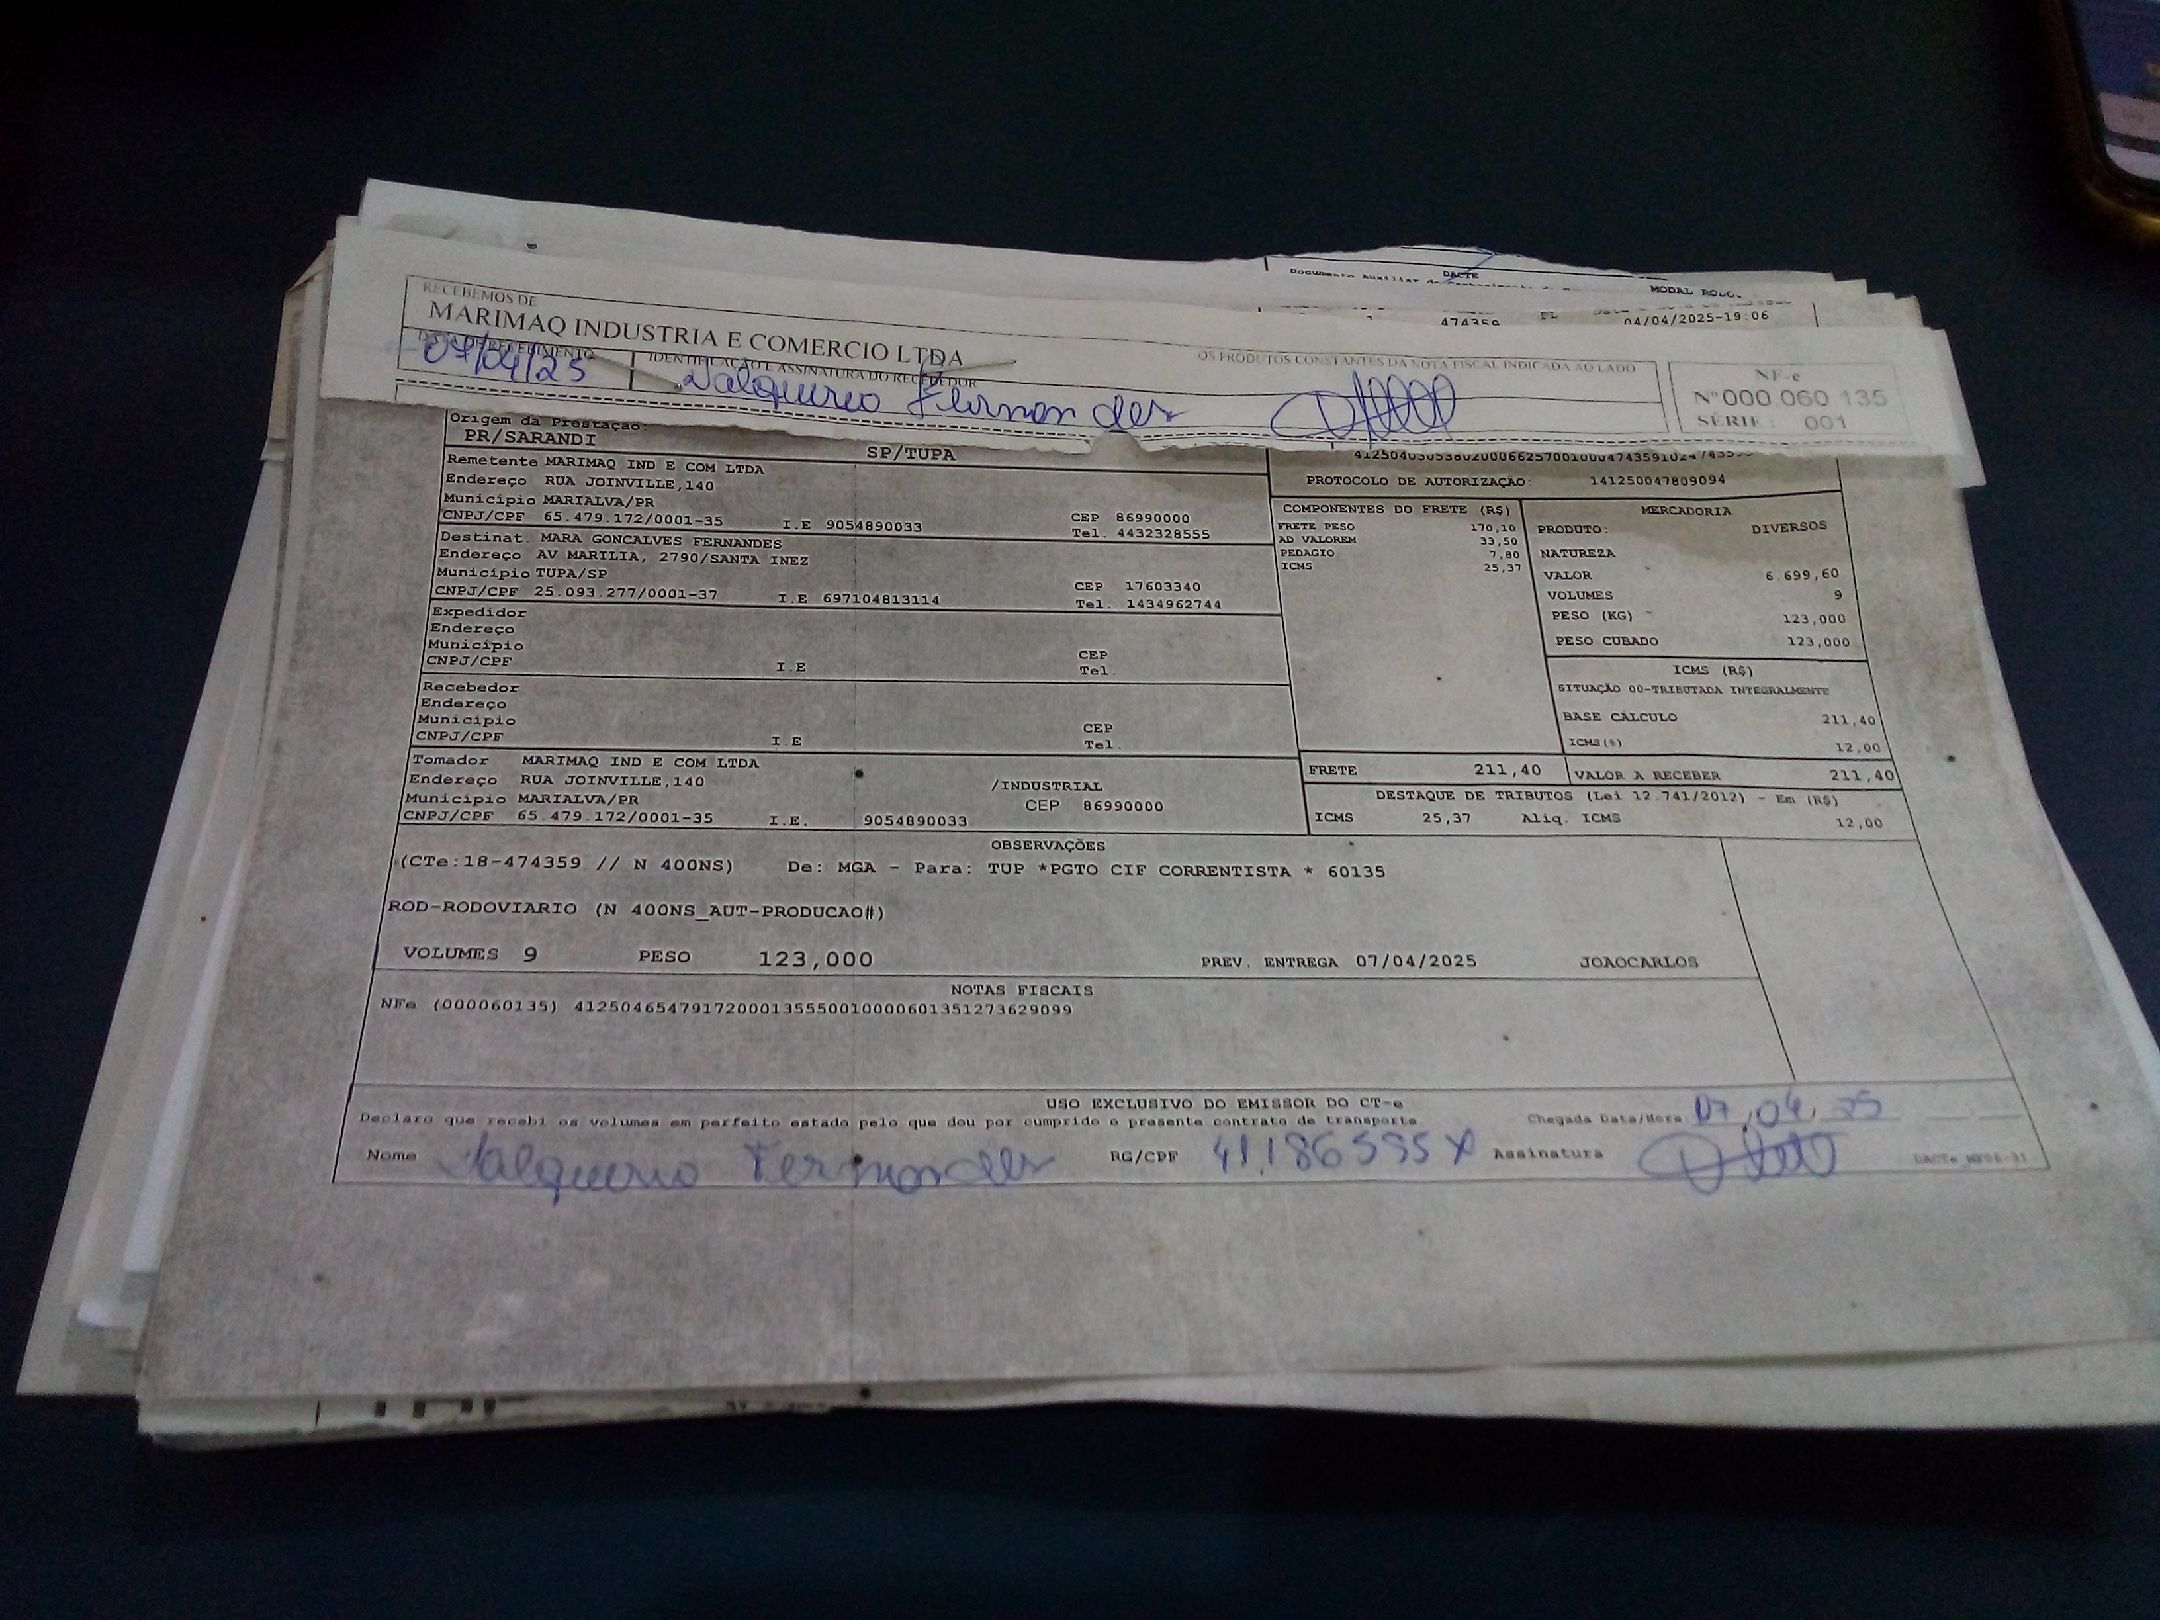 DACTE
MODAL
474359
04/04/2025-19:06
RECEBEMOS DE
MARIMAQ INDUSTRIA E COMERCIO LTDA
OS PRODUTOS CONSTANTES DA NOTA FISCAL INDICADA AO LADO
NF-e
Nº 000.060.135
SÉRIE: 001
DATA DE RECEBIMENTO
07/04/25
IDENTIFICAÇÃO E ASSINATURA DO RECEBEDOR
Fernandes
Origem da Prestação:
PR/SARANDI
SP/TUPA
PROTOCOLO DE AUTORIZAÇÃO: 141250047809094
Remetente MARIMAQ IND E COM LTDA
Endereço RUA JOINVILLE,140
Município MARIALVA/PR
CEP 86990000
CNPJ/CPF 65.479.172/0001-35 I.E 9054890033 Tel. 4432328555
Destinat. MARA GONCALVES FERNANDES
Endereço AV MARILIA, 2790/SANTA INEZ
Município TUPA/SP
CEP 17603340
CNPJ/CPF 25.093.277/0001-37 I.E 697104813114 Tel. 1434962744
Expedidor
Endereço
Município
CEP
CNPJ/CPF I.E Tel.
Recebedor
Endereço
Município
CEP
CNPJ/CPF I.E Tel.
Tomador MARIMAQ IND E COM LTDA
Endereço RUA JOINVILLE,140 /INDUSTRIAL
Município MARIALVA/PR CEP 86990000
CNPJ/CPF 65.479.172/0001-35 I.E. 9054890033
COMPONENTES DO FRETE (R$)
FRETE PESO 170,10
AD VALOREM 33,50
PEDAGIO 7,80
ICMS 25,37
MERCADORIA
PRODUTO: DIVERSOS
NATUREZA
VALOR 6.699,60
VOLUMES 9
PESO (KG) 123,000
PESO CUBADO 123,000
ICMS (R$)
SITUAÇÃO 00-TRIBUTADA INTEGRALMENTE
BASE CÁLCULO 211,40
ICMS(%) 12,00
FRETE 211,40 VALOR A RECEBER 211,40
DESTAQUE DE TRIBUTOS (Lei 12.741/2012) - Em (R$)
ICMS 25,37 Aliq. ICMS 12,00
OBSERVAÇÕES
(CTe:18-474359 // N 400NS) De: MGA - Para: TUP *PGTO CIF CORRENTISTA * 60135
ROD-RODOVIARIO (N 400NS_AUT-PRODUCAO#)
VOLUMES 9 PESO 123,000 PREV. ENTREGA 07/04/2025 JOAOCARLOS
NOTAS FISCAIS
NFe (000060135) 41250465479172000135550010000601351273629099
USO EXCLUSIVO DO EMISSOR DO CT-e
Declaro que recebi os volumes em perfeito estado pelo que dou por cumprido o presente contrato de transporte.
Chegada Data/Hora 07,04,25
Nome Fernandes RG/CPF 41.186595 X Assinatura